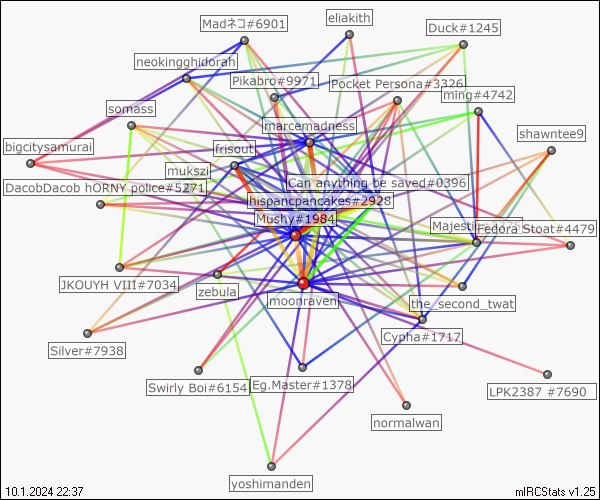 Madネコ#6901
eliakith
Duck#1245
neokingghidorah
Pikabro#9971
Pocket Persona#3326
ming#4742
somass
marcemadness
shawntee9
bigcitysamurai
frisout
mukszi
Can anything be saved#0396
DacobDacob hORNY police#5271
hispancpancakes#2928
Mushy#1984
Fedora Stoat#4479
JKOUYH VIII#7034
zebula
moonraven
the_second_twat
Silver#7938
Cypha#1717
Swirly Boi#6154
Eg.Master#1378
LPK2387 #7690
normalwan
yoshimanden
10.1.2024 22:37
mIRCStats v1.25